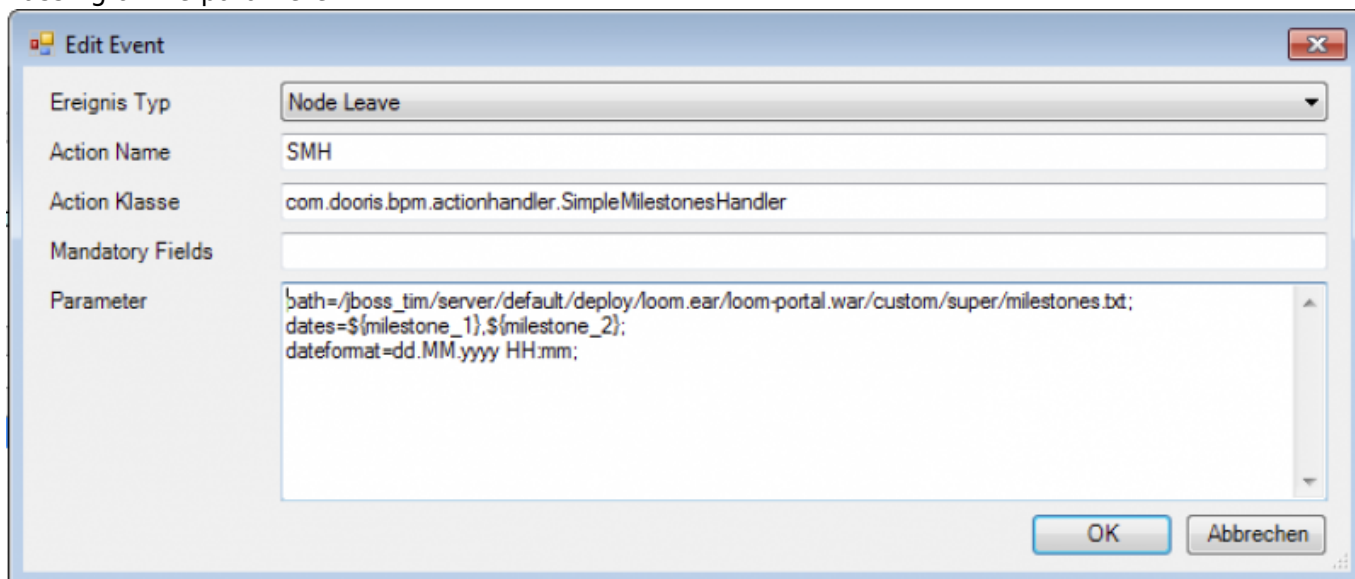 Edit Event
Ereignis Typ
Node Leave
Action Name
SMH
Action Klasse
com.dooris.bpm.actionhandler.SimpleMilestonesHandler
Mandatory Fields
Parameter
path=/jboss_tim/server/default/deploy/loom.ear/loom-portal.war/custom/super/milestones.txt;
dates=${milestone_1},${milestone_2};
dateformat=dd.MM.yyyy HH:mm;
OK
Abbrechen